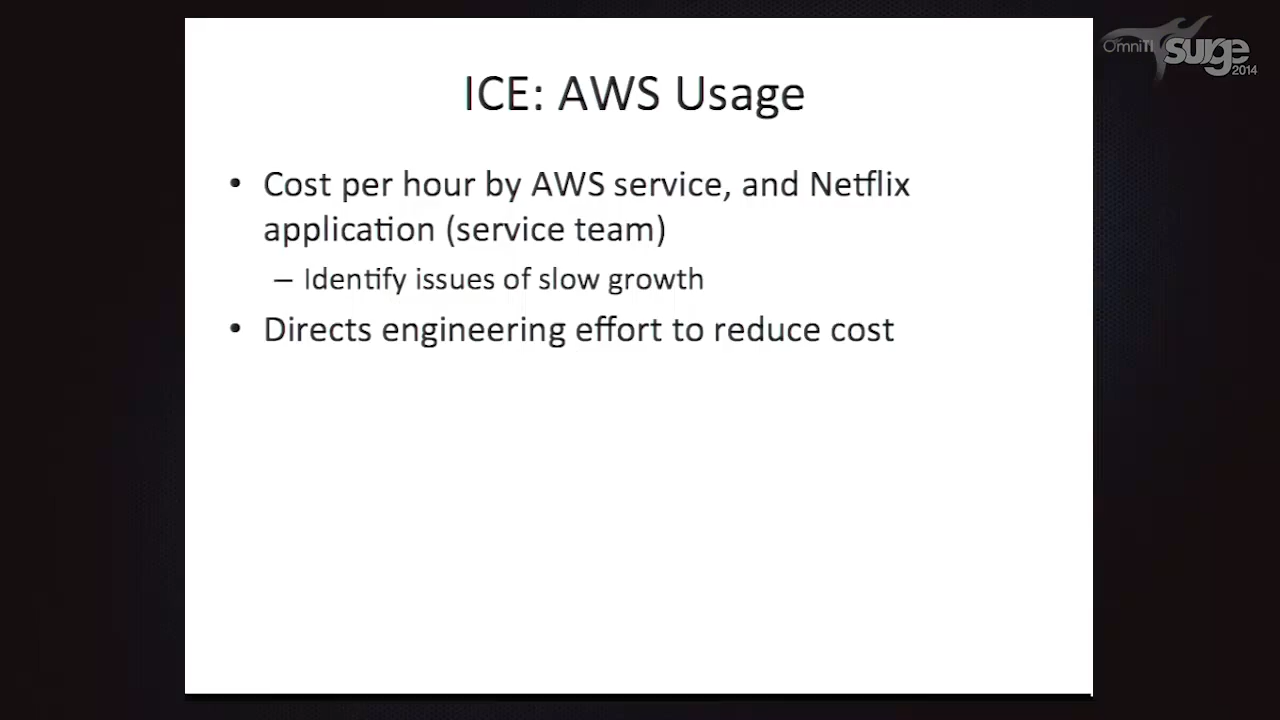 OmniTI surge 2014
ICE: AWS Usage
• Cost per hour by AWS service, and Netflix
application (service team)
– Identify issues of slow growth
• Directs engineering effort to reduce cost